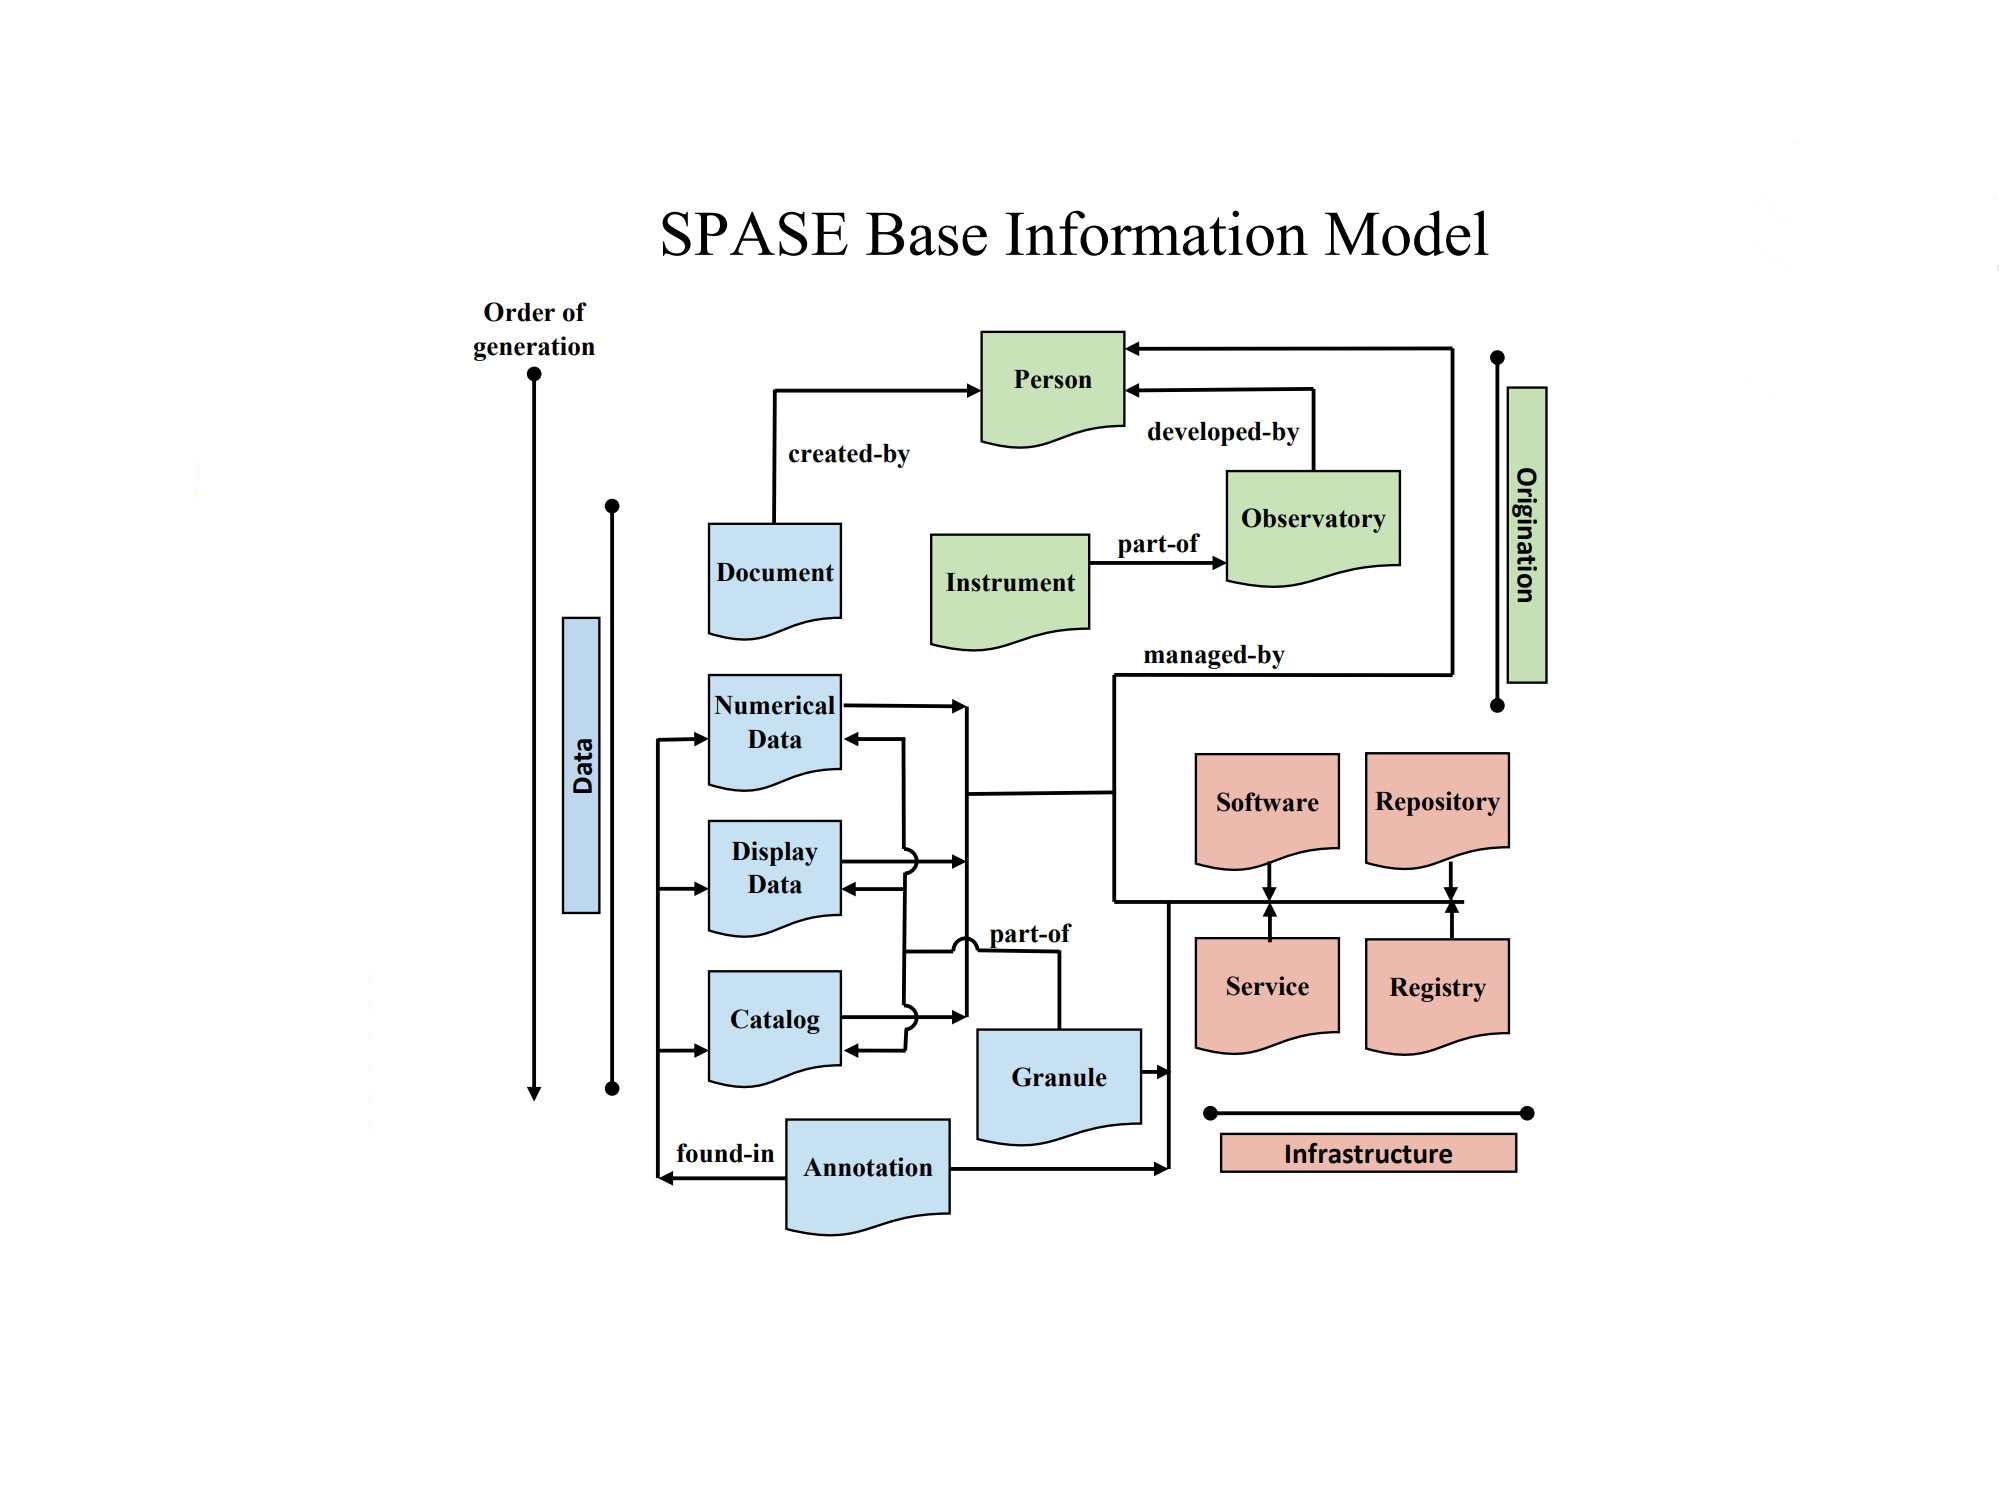 SPASE Base Information Model
Order of
generation
Person
developed-by
created-by
Observatory
Origination
part-of
Document
Instrument
managed-by
Numerical
Data
Data
Software
Repository
Display
Data
part-of
Catalog
Service
Registry
Granule
found-in
Annotation
Infrastructure